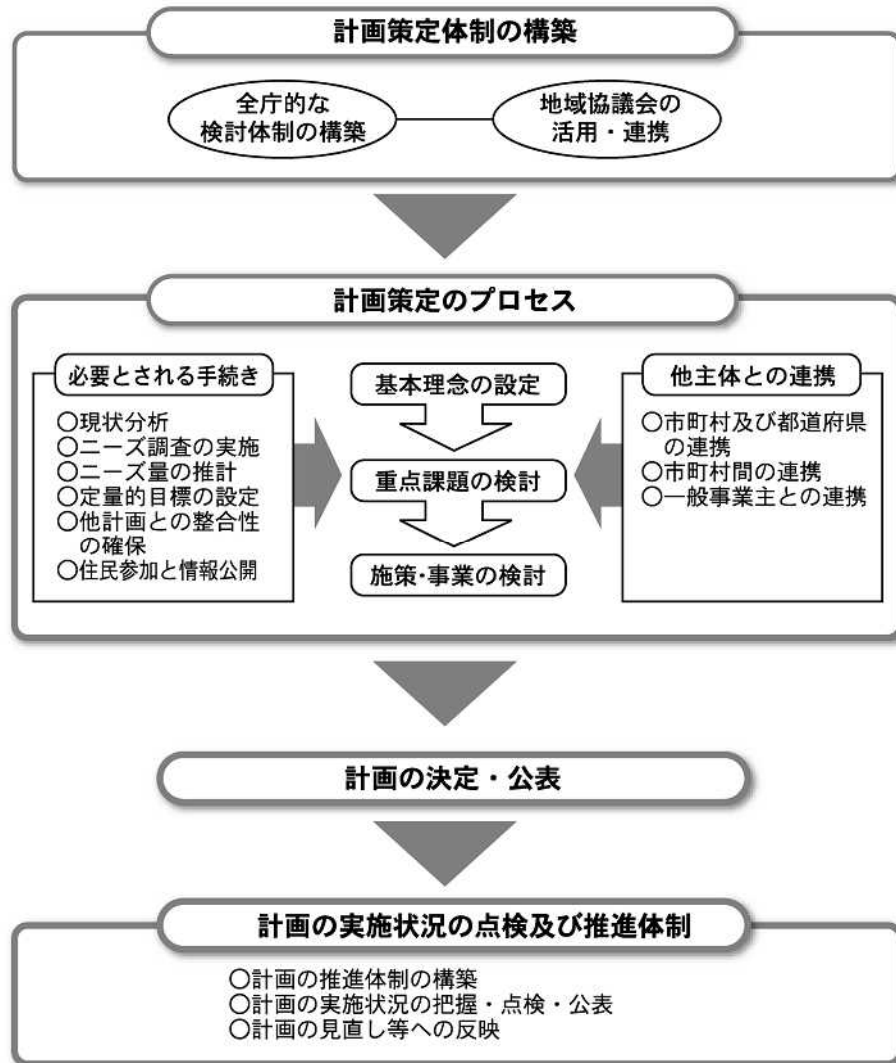 計画策定体制の構築
全庁的な
検討体制の構築
地域協議会の
活用・連携
計画策定のプロセス
必要とされる手続き
○現状分析
○ニーズ調査の実施
○ニーズ量の推計
○定量的目標の設定
○他計画との整合性
の確保
○住民参加と情報公開
基本理念の設定
重点課題の検討
施策・事業の検討
他主体との連携
○市町村及び都道府県
の連携
○市町村間の連携
○一般事業主との連携
計画の決定・公表
計画の実施状況の点検及び推進体制
○計画の推進体制の構築
○計画の実施状況の把握・点検・公表
○計画の見直し等への反映